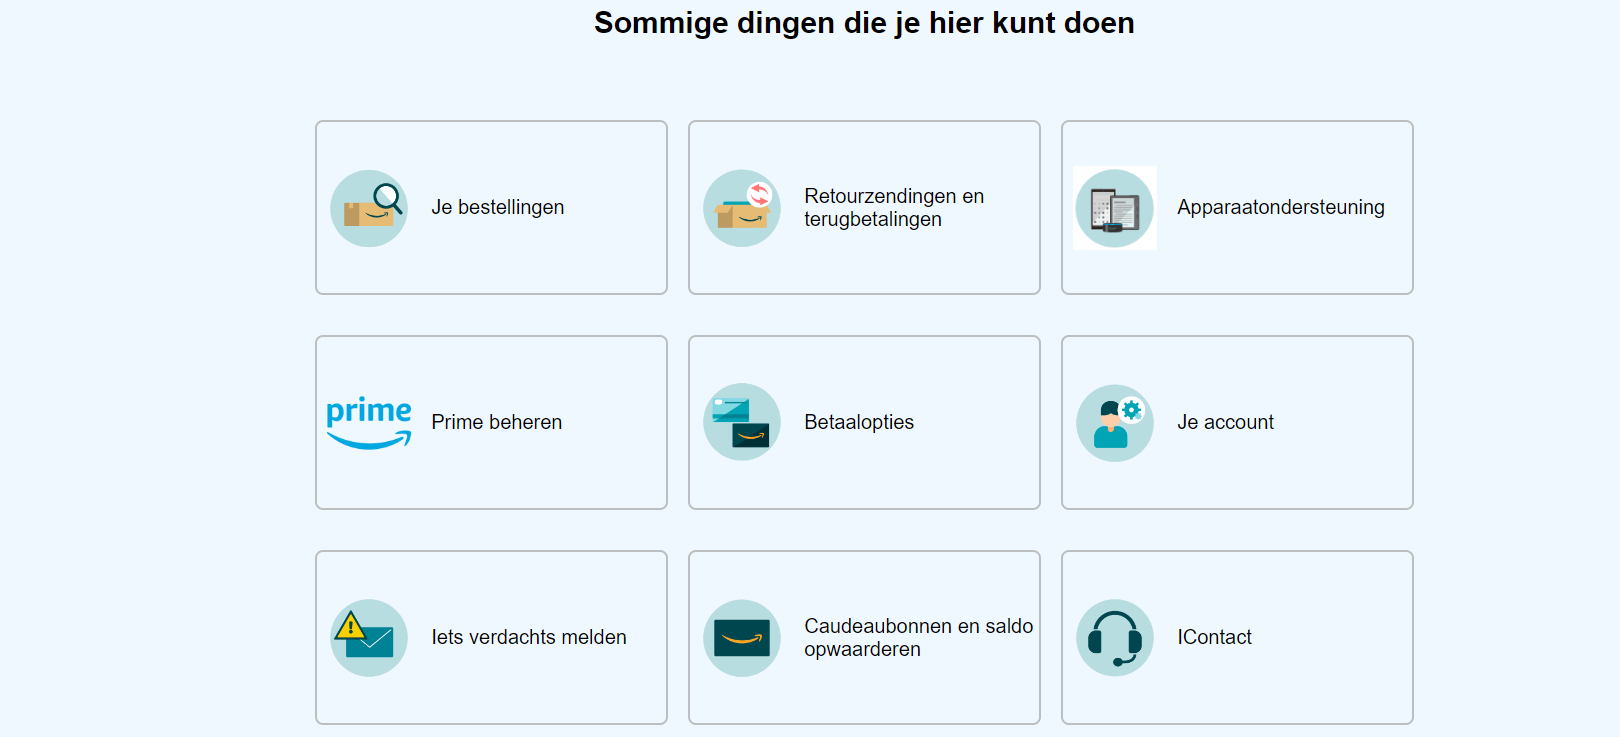 Sommige dingen die je hier kunt doen
Je bestellingen
Retourzendingen en
terugbetalingen
Apparaatondersteuning
prime
Prime beheren
Betaalopties
Je account
Iets verdachts melden
Caudeaubonnen en saldo
opwaarderen
IContact